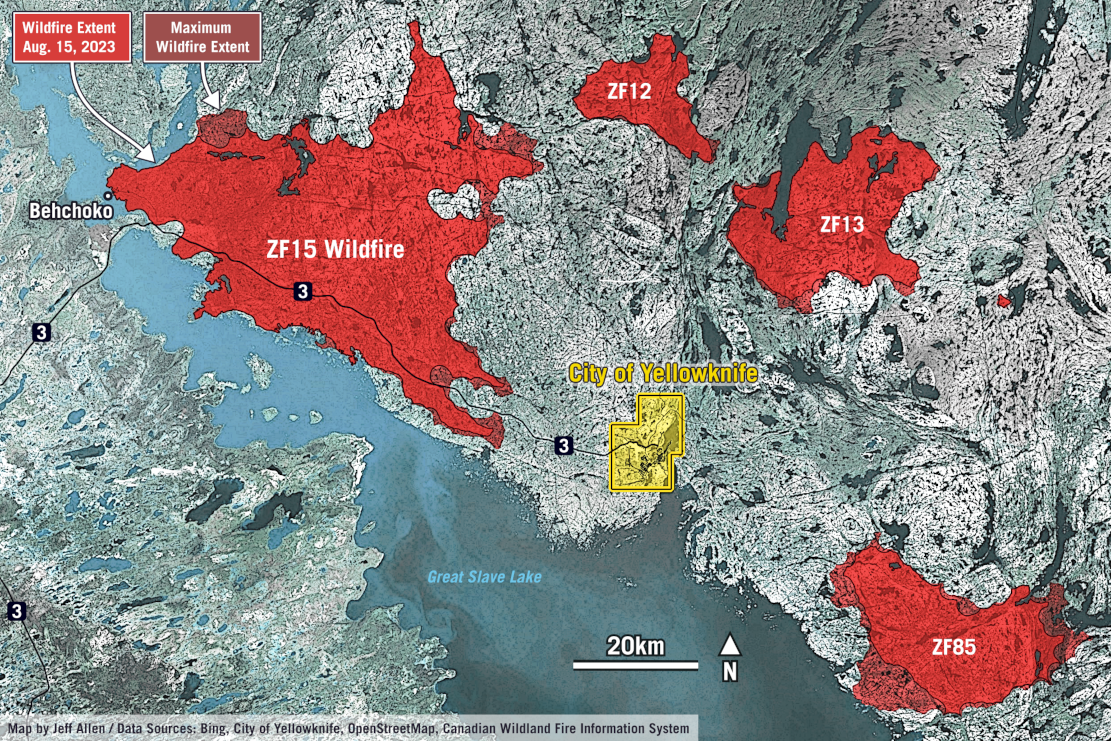 Wildfire Extent
Aug. 15, 2023
Maximum
Wildfire Extent
ZF12
Behchoko
ZF13
ZF15 Wildfire
3
3
City of Yellowknife
3
Great Slave Lake
3
20km
N
ZF85
Map by Jeff Allen / Data Sources: Bing, City of Yellowknife, OpenStreetMap, Canadian Wildland Fire Information System